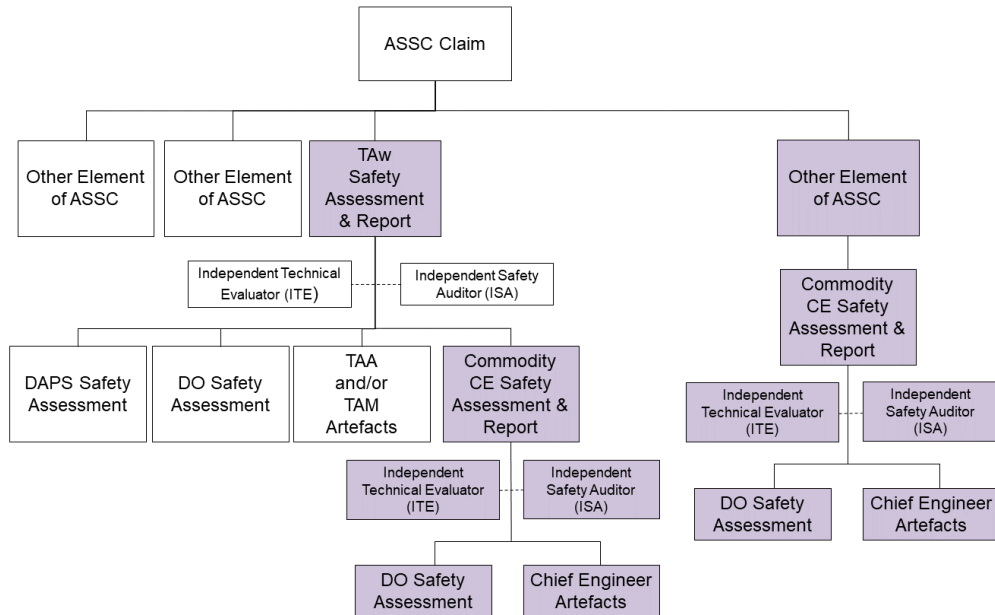 ASSC Claim
Other Element
of ASSC
Other Element
of ASSC
TAw
Safety
Assessment
& Report
Other Element
of ASSC
Independent Technical
Evaluator (ITE)
Independent Safety
Auditor (ISA)
Commodity
CE Safety
Assessment &
Report
DAPS Safety
Assessment
DO Safety
Assessment
TAA
and/or
TAM
Artefacts
Commodity
CE Safety
Assessment &
Report
Independent
Technical Evaluator
(ITE)
Independent
Safety Auditor
(ISA)
Independent
Technical Evaluator
(ITE)
Independent
Safety Auditor
(ISA)
DO Safety
Assessment
Chief Engineer
Artefacts
DO Safety
Assessment
Chief Engineer
Artefacts